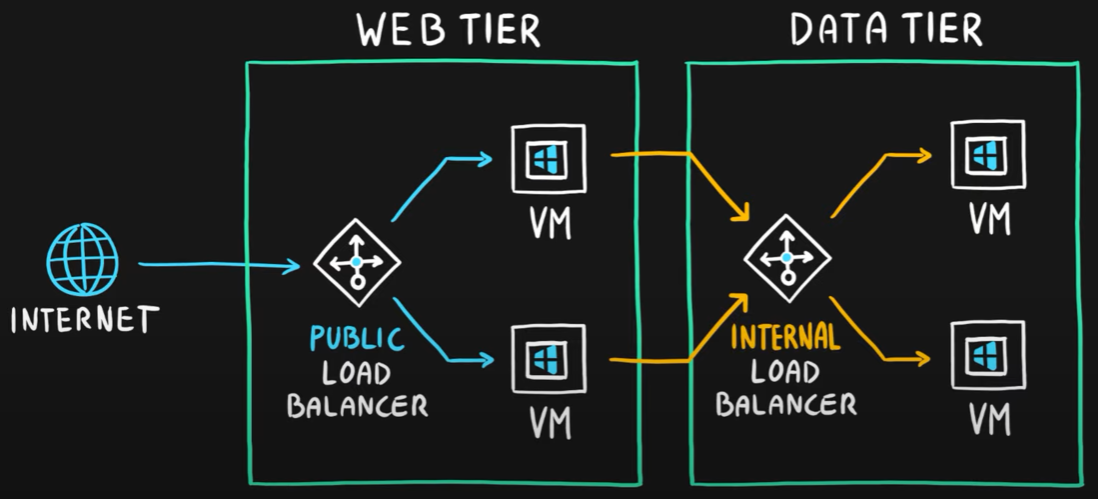 WEB TIER
DATA TIER
INTERNET
PUBLIC
LOAD
BALANCER
VM
VM
INTERNAL
LOAD
BALANCER
VM
VM